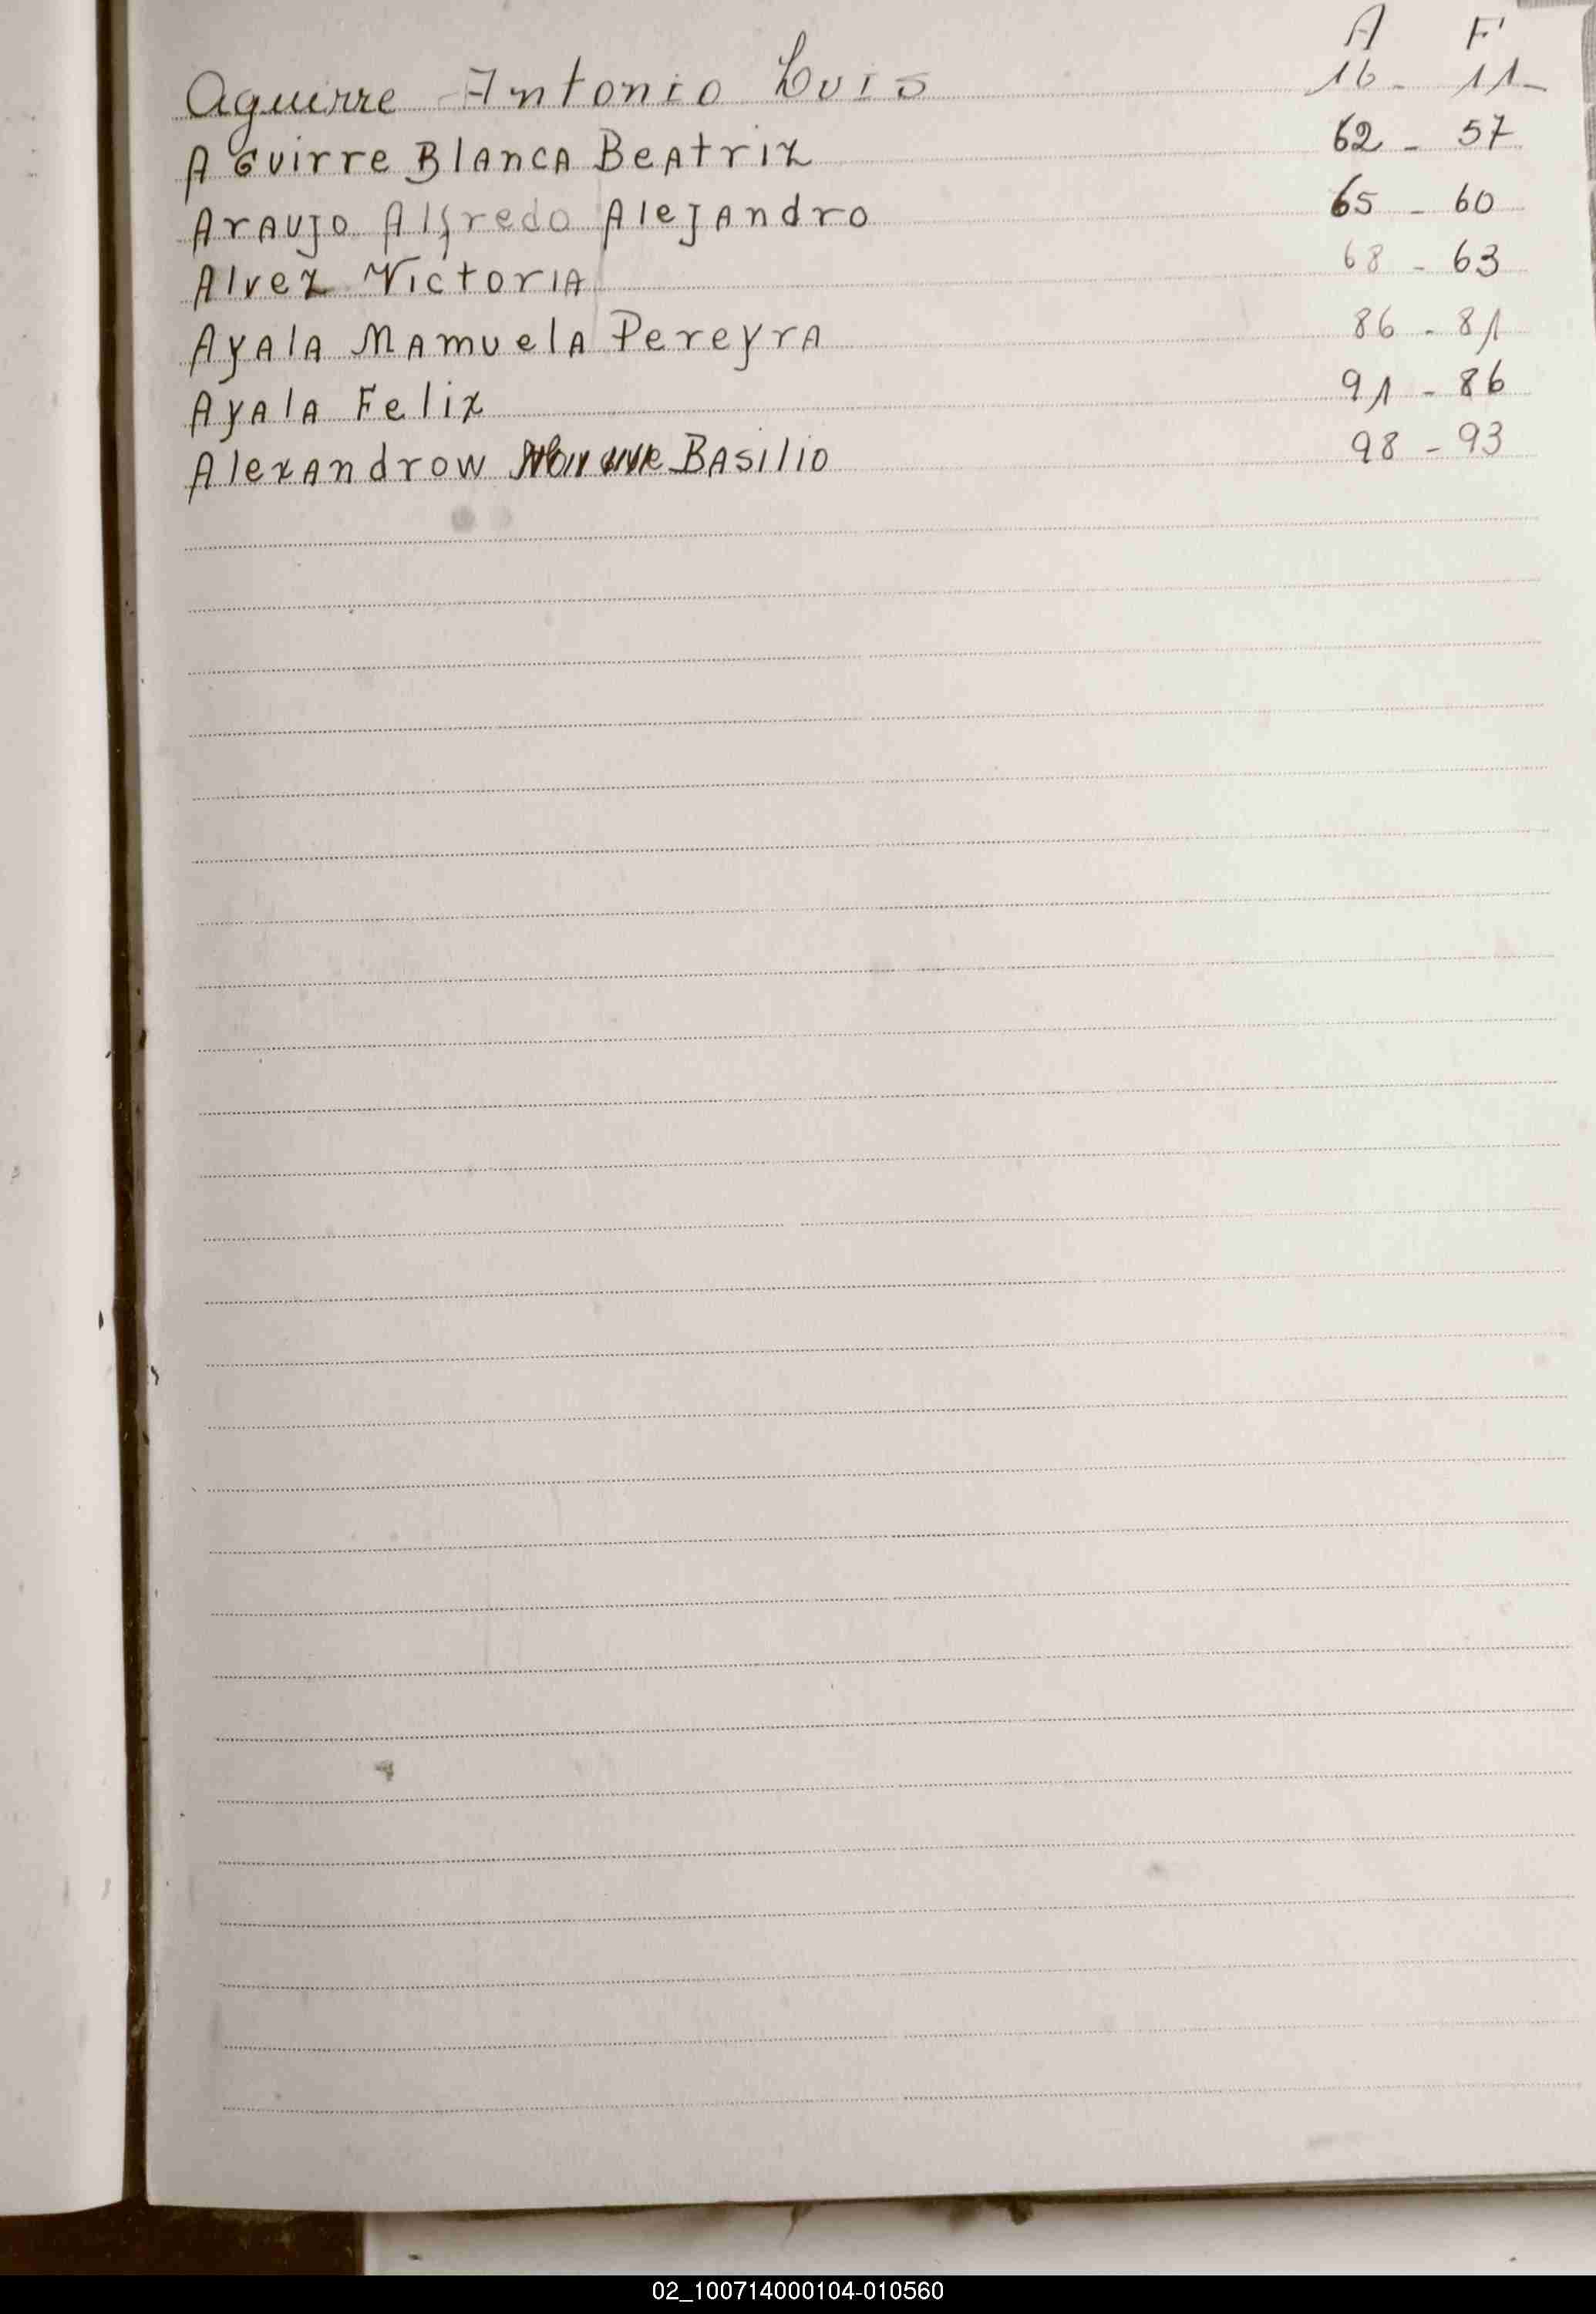 A F
Aguirre Antonio Luis 16 - 11 -
Aguirre Blanca Beatriz 62 - 57
Araujo Alfredo Alejandro 65 - 60
Alvez Victoria 68 - 63
Ayala Mamuela Pereyra 86 - 81
Ayala Felix 91 - 86
Alexandrow Basilio 98 - 93
02_100714000104-010560